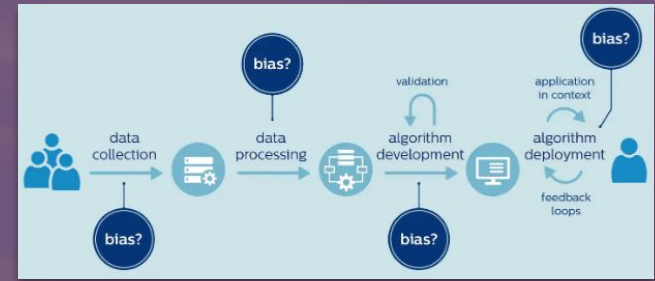 bias?
bias?
validation
application
in context
data
collection
data
processing
algorithm
development
algorithm
deployment
feedback
loops
bias?
bias?